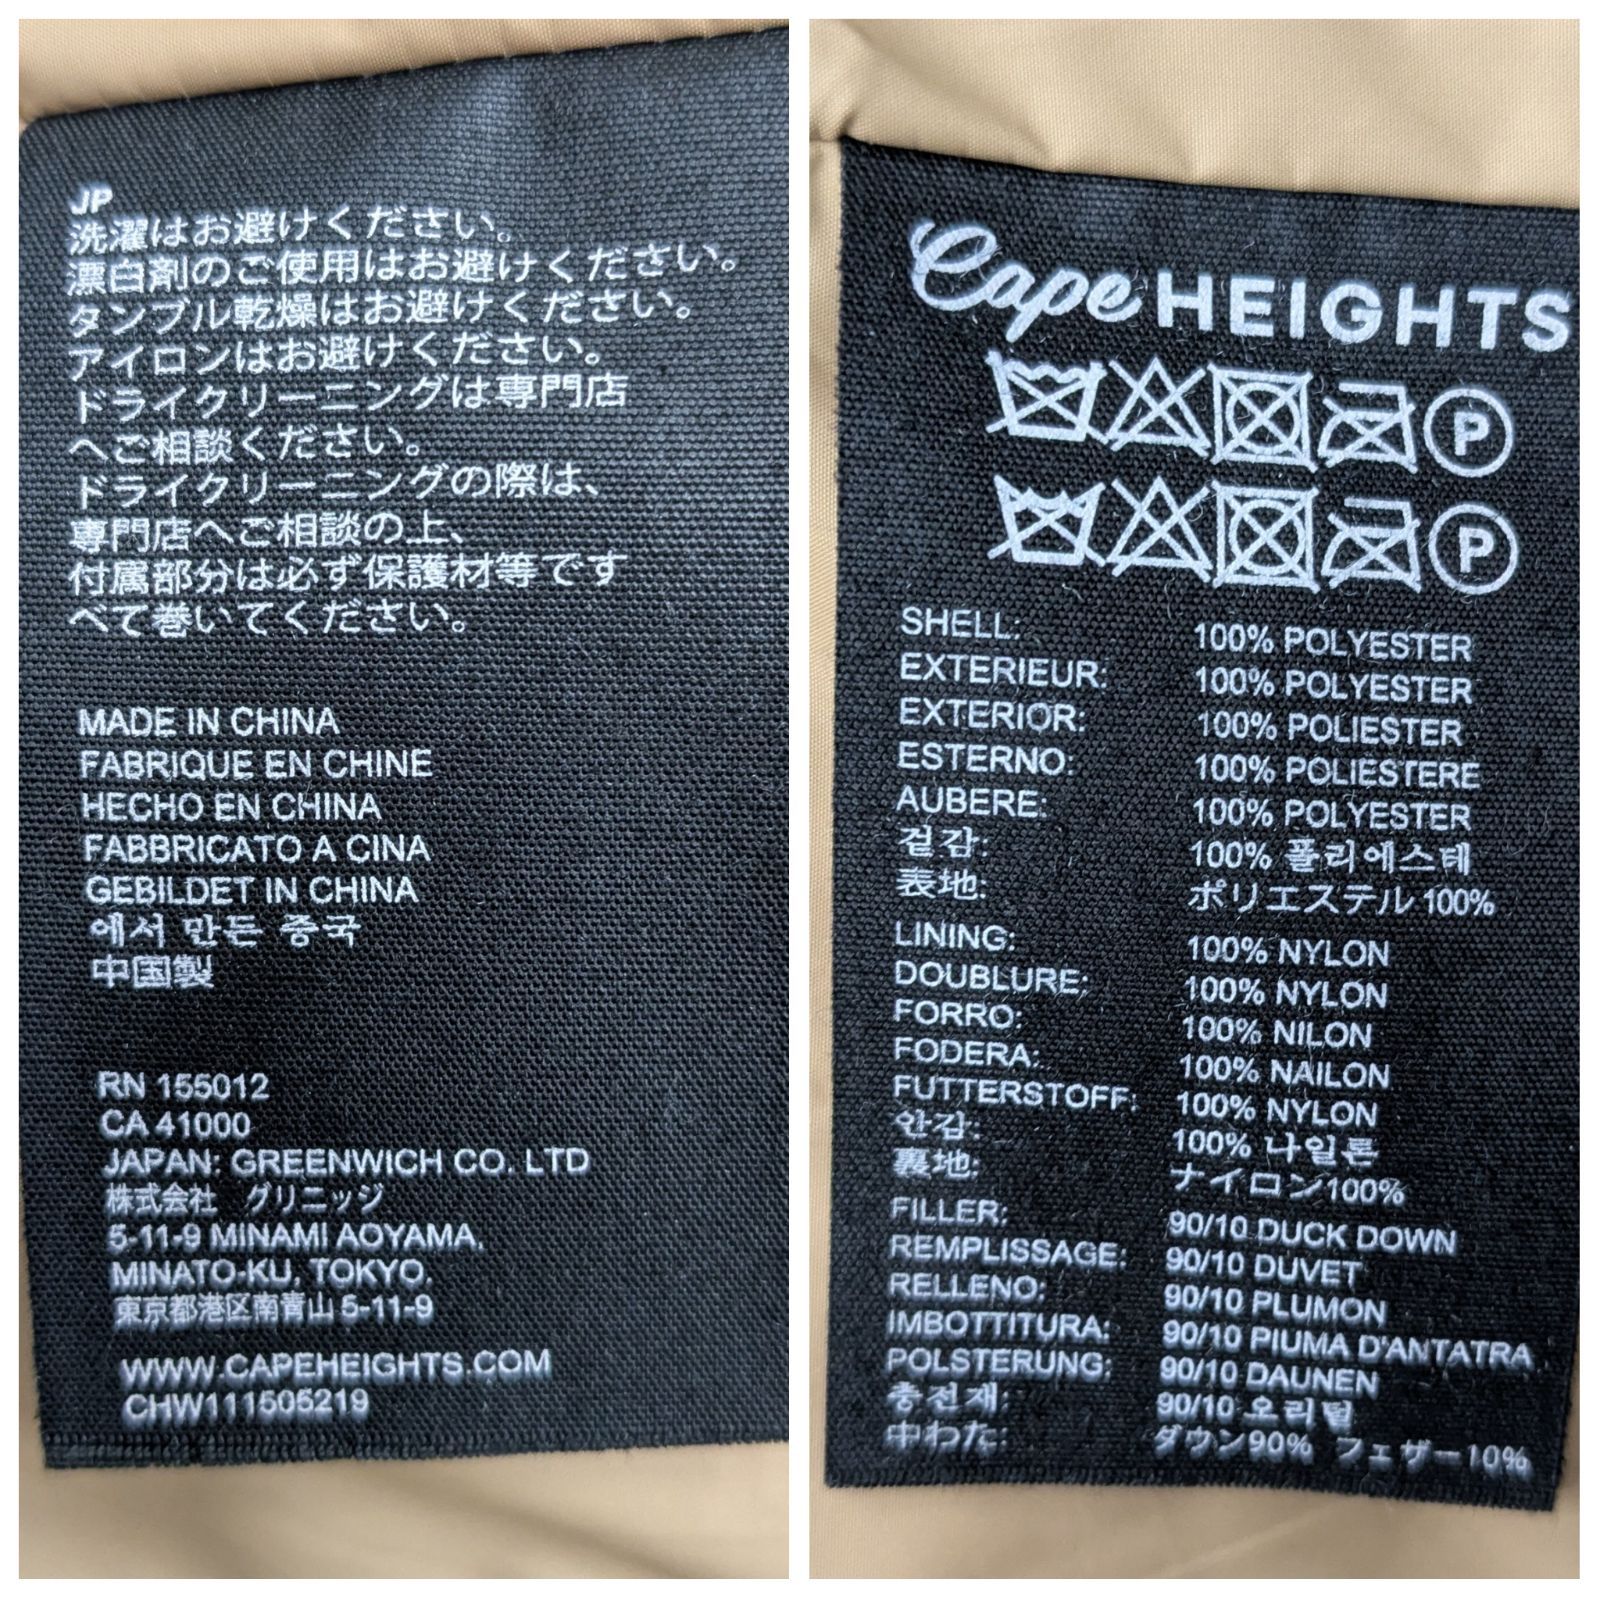 JP
洗濯はお避けください。
漂白剤のご使用はお避けください。
タンブル乾燥はお避けください。
アイロンはお避けください。
ドライクリーニングは専門店
へご相談ください。
ドライクリーニングの際は、
専門店へご相談の上、
付属部分は必ず保護材等です
べて巻いてください。
MADE IN CHINA
FABRIQUE EN CHINE
HECHO EN CHINA
FABBRICATO A CINA
GEBILDET IN CHINA
에서 만든 중국
中国製
RN 155012
CA 41000
JAPAN: GREENWICH CO. LTD
株式会社 グリニッジ
5-11-9 MINAMI AOYAMA,
MINATO-KU, TOKYO,
東京都港区南青山 5-11-9
WWW.CAPEHEIGHTS.COM
CHW111505219
Cape HEIGHTS
P
P
SHELL: 100% POLYESTER
EXTERIEUR: 100% POLYESTER
EXTERIOR: 100% POLIESTER
ESTERNO: 100% POLIESTERE
AUBERE: 100% POLYESTER
겉감: 100% 폴리에스테
表地: ポリエステル 100%
LINING: 100% NYLON
DOUBLURE: 100% NYLON
FORRO: 100% NILON
FODERA: 100% NAILON
FUTTERSTOFF: 100% NYLON
안감: 100% 나일론
裏地: ナイロン100%
FILLER: 90/10 DUCK DOWN
REMPLISSAGE: 90/10 DUVET
RELLENO: 90/10 PLUMON
IMBOTTITURA: 90/10 PIUMA D'ANTATRA
POLSTERUNG: 90/10 DAUNEN
충전재: 90/10 오리털
中わた: ダウン90% フェザー10%